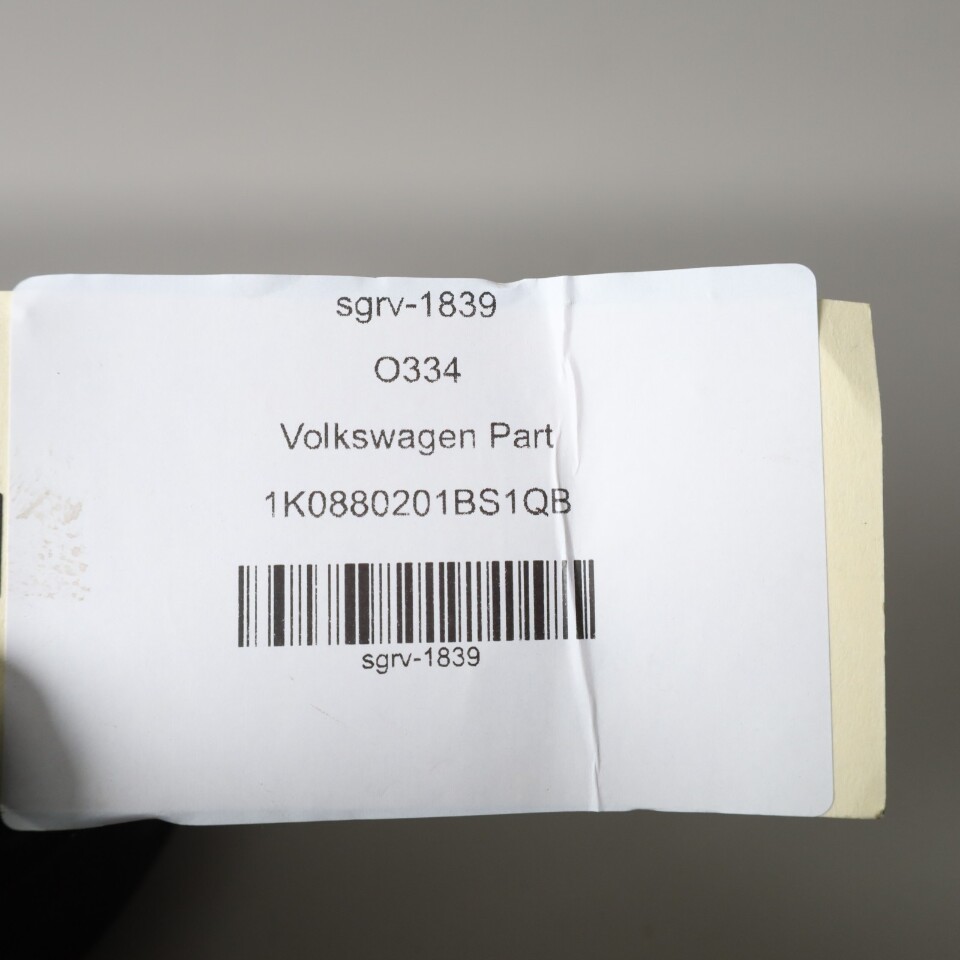 sgrv-1839
O334
Volkswagen Part
1K0880201BS1QB
sgrv-1839